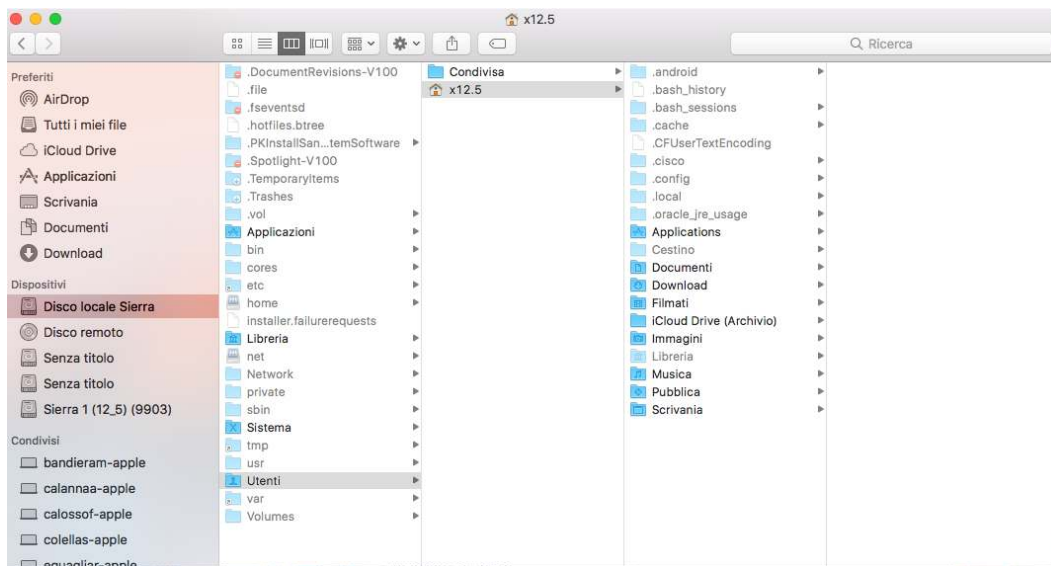 x12.5
Ricerca
Preferiti
AirDrop
Tutti i miei file
iCloud Drive
Applicazioni
Scrivania
Documenti
Download
Dispositivi
Disco locale Sierra
Disco remoto
Senza titolo
Senza titolo
Sierra 1 (12_5) (9903)
Condivisi
bandieram-apple
calannaa-apple
calossof-apple
colellas-apple
equagliar-apple
.DocumentRevisions-V100
.file
.fseventsd
.hotfiles.btree
.PKInstallSan...temSoftware
.Spotlight-V100
.TemporaryItems
.Trashes
.vol
Applicazioni
bin
cores
etc
home
installer.failurerequests
Libreria
net
Network
private
sbin
Sistema
tmp
usr
Utenti
var
Volumes
Condivisa
x12.5
.android
.bash_history
.bash_sessions
.cache
.CFUserTextEncoding
.cisco
.config
.local
.oracle_jre_usage
Applications
Cestino
Documenti
Download
Filmati
iCloud Drive (Archivio)
Immagini
Libreria
Musica
Pubblica
Scrivania